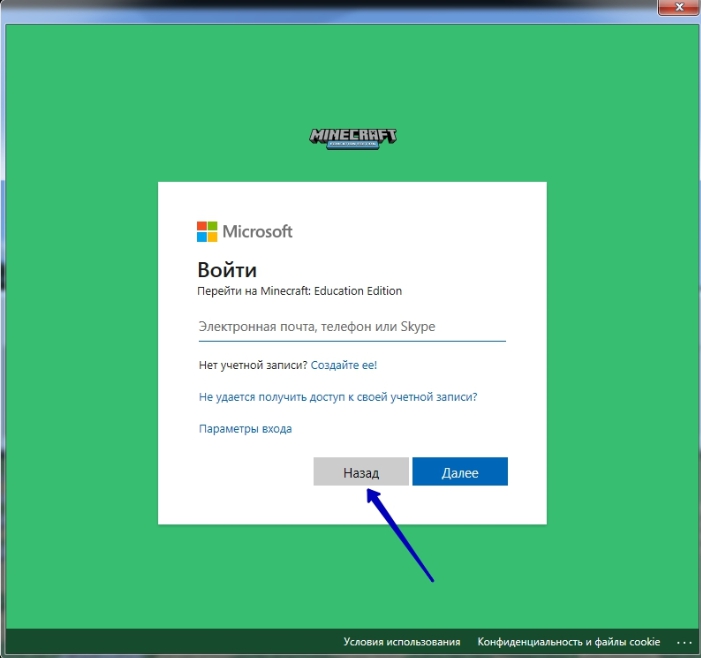 MINECRAFT
Microsoft
Войти
Перейти на Minecraft: Education Edition
Электронная почта, телефон или Skype
Нет учетной записи? Создайте ее!
Не удается получить доступ к своей учетной записи?
Параметры входа
Назад Далее
Условия использования Конфиденциальность и файлы cookie ...